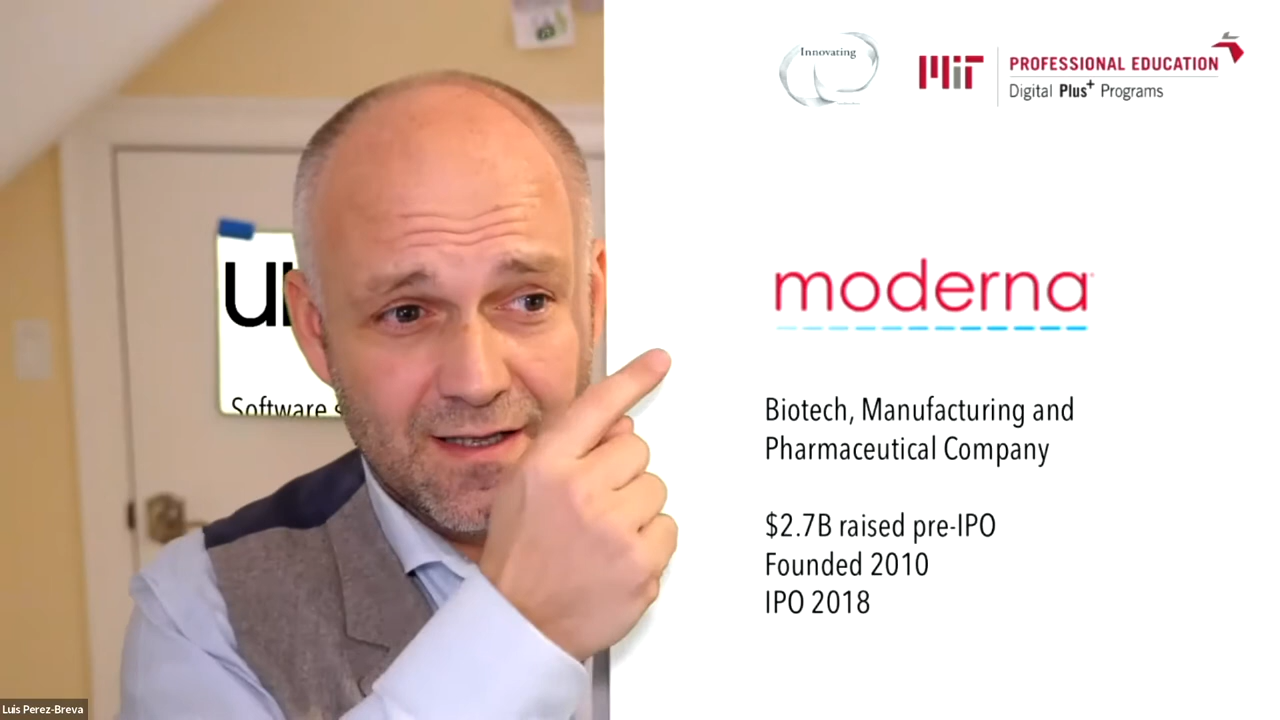 Innovating
MIT PROFESSIONAL EDUCATION
Digital Plus+ Programs
moderna
Software
Biotech, Manufacturing and
Pharmaceutical Company
$2.7B raised pre-IPO
Founded 2010
IPO 2018
Luis Perez-Breva